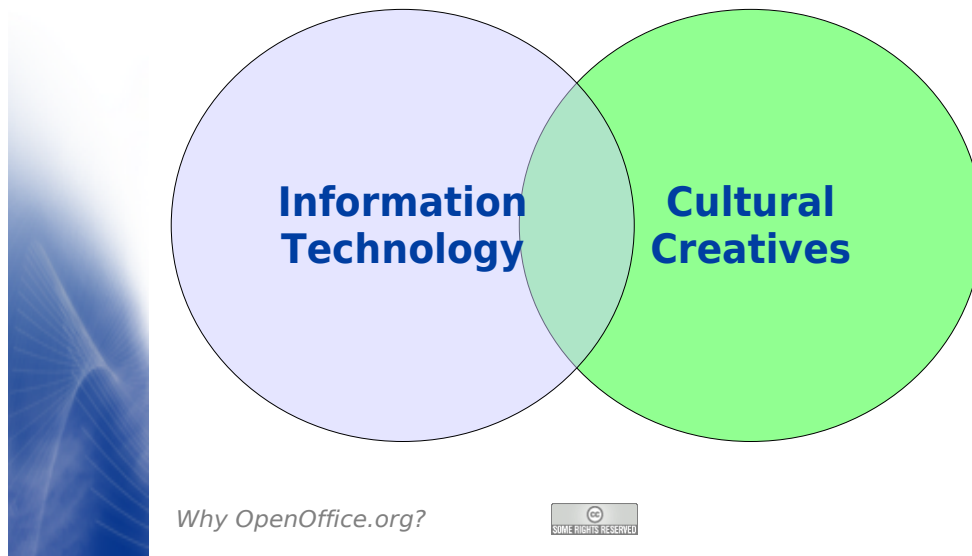 Information
Technology
Cultural
Creatives
Why OpenOffice.org?
cc
SOME RIGHTS RESERVED